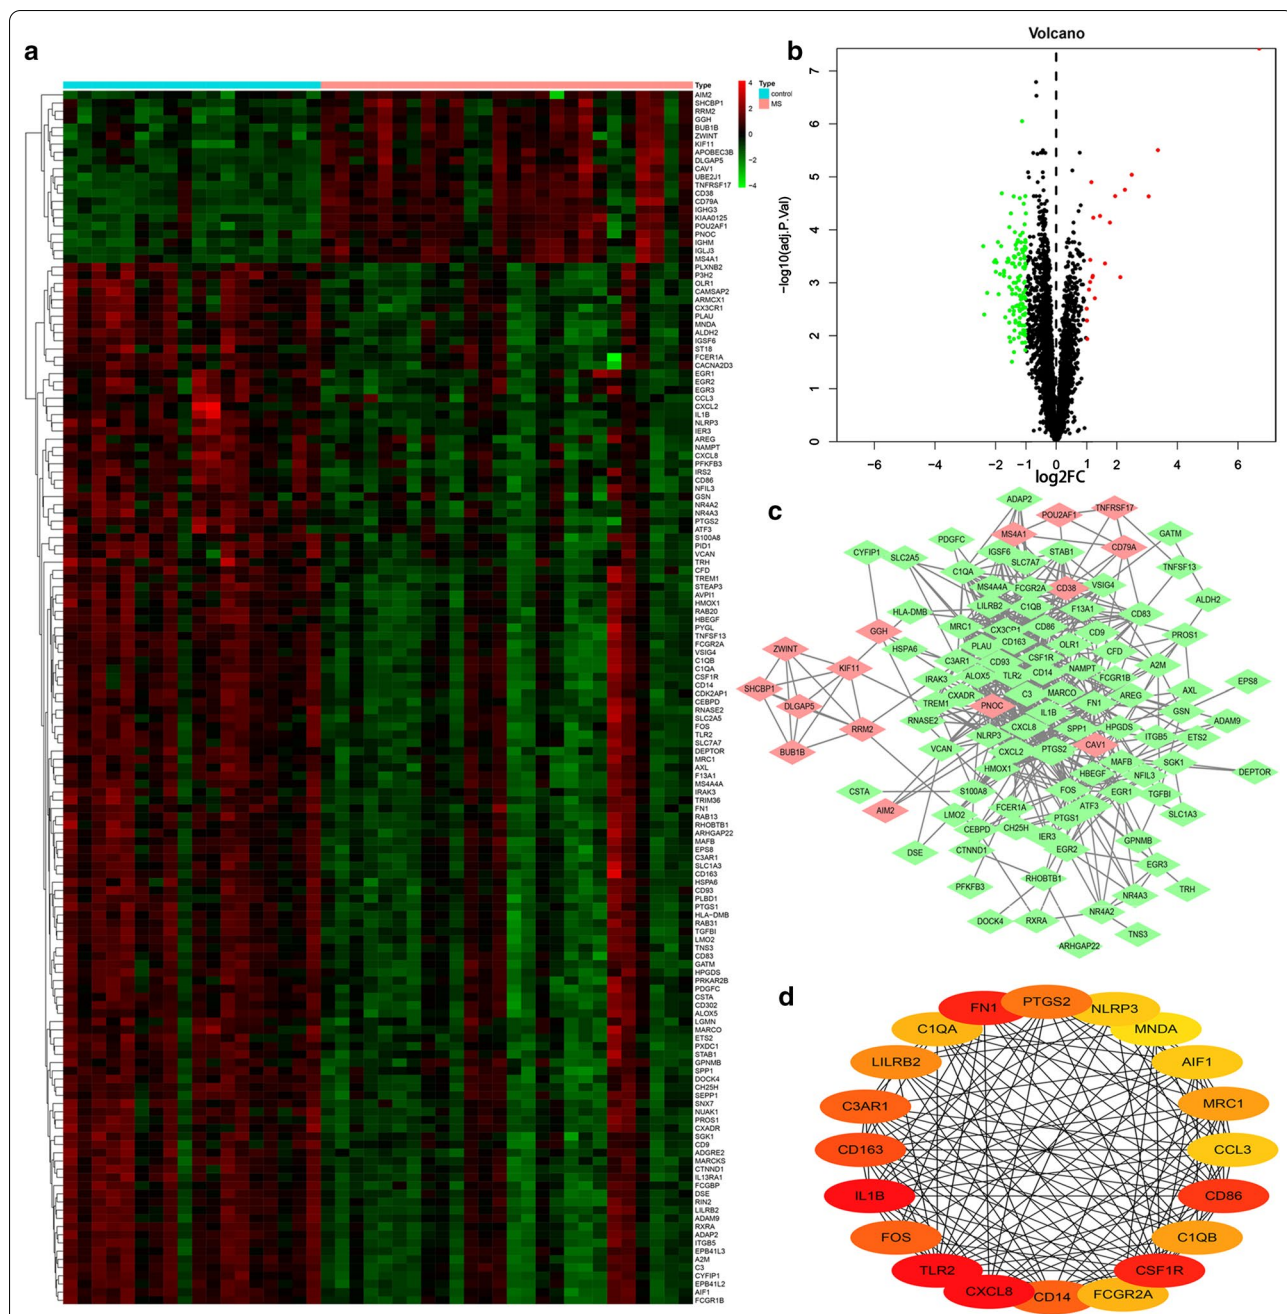 a
Type
AIM2
SHCBP1
RRM2
GGH
BUB1B
ZWINT
KIF11
APOBEC3B
DLGAP5
CAV1
UBE2J1
TNFRSF17
CD38
CD79A
IGHG3
KIAA0125
POU2AF1
PNOC
IGHM
IGLJ3
MS4A1
PLXNB2
P3H2
OLR1
CAMSAP2
ARMCX1
CX3CR1
PLAU
MNDA
ALDH2
IGSF6
ST18
FCER1A
CACNA2D3
EGR1
EGR2
EGR3
CCL3
CXCL2
IL1B
NLRP3
IER3
AREG
NAMPT
CXCL8
PFKFB3
IRS2
CD86
NFIL3
GSN
NR4A2
NR4A3
PTGS2
ATF3
S100A8
PID1
VCAN
TRH
CFD
TREM1
STEAP3
AVPI1
HMOX1
RAB20
HBEGF
PYGL
TNFSF13
FCGR2A
VSIG4
C1QB
C1QA
CSF1R
CD14
CDK2AP1
CEBPD
RNASE2
SLC2A5
FOS
TLR2
SLC7A7
DEPTOR
MRC1
AXL
F13A1
MS4A4A
IRAK3
TRIM36
FN1
RAB13
RHOBTB1
ARHGAP22
MAFB
EPS8
C3AR1
SLC1A3
CD163
HSPA6
CD93
PLBD1
PTGS1
HLA-DMB
RAB31
TGFBI
LMO2
TNS3
CD83
GATM
HPGDS
PRKAR2B
PDGFC
CSTA
CD302
ALOX5
LGMN
MARCO
ETS2
PXDC1
STAB1
GPNMB
SPP1
DOCK4
CH25H
SEPP1
SNX7
NUAK1
PROS1
CXADR
SGK1
CD9
ADGRE2
MARCKS
CTNND1
IL13RA1
FCGBP
DSE
RIN2
LILRB2
ADAM9
RXRA
ADAP2
ITGB5
EPB41L3
A2M
C3
CYFIP1
EPB41L2
AIF1
FCGR1B
4
2
0
−2
−4
Type
control
MS
b
Volcano
−log10(adj.P.Val)
7
6
5
4
3
2
1
0
−6 −4 −2 −1 0 1 2 4 6
log2FC
c
ADAP2
TNFRSF17
POU2AF1
MS4A1
GATM
PDGFC
CD79A
CYFIP1
SLC2A5
IGSF6
STAB1
SLC7A7
TNFSF13
C1QA
MS4A4A
FCGR2A
CD38
VSIG4
ALDH2
LILRB2
C1QB
F13A1
CD83
HLA-DMB
MRC1
CX3CR1
CD86
CD9
PROS1
GGH
HSPA6
PLAU
CD163
OLR1
CFD
ZWINT
KIF11
C3AR1
CD93
CSF1R
A2M
IRAK3
ALOX5
TLR2
CD14
NAMPT
FCGR1B
EPS8
SHCBP1
CXADR
C3
MARCO
AREG
AXL
DLGAP5
TREM1
PNOC
IL1B
FN1
GSN
RNASE2
RRM2
NLRP3
CXCL8
SPP1
HPGDS
ITGB5
ETS2
ADAM9
BUB1B
VCAN
CXCL2
PTGS2
CAV1
HMOX1
MAFB
SGK1
HBEGF
NFIL3
DEPTOR
CSTA
S100A8
FOS
EGR1
TGFBI
AIM2
FCER1A
ATF3
SLC1A3
LMO2
PTGS1
CEBPD
CH25H
IER3
GPNMB
DSE
CTNND1
EGR2
EGR3
PFKFB3
RHOBTB1
NR4A3
TRH
DOCK4
RXRA
NR4A2
TNS3
ARHGAP22
d
FN1
PTGS2
NLRP3
C1QA
MNDA
LILRB2
AIF1
C3AR1
MRC1
CD163
CCL3
IL1B
CD86
FOS
C1QB
TLR2
CSF1R
CXCL8
CD14
FCGR2A